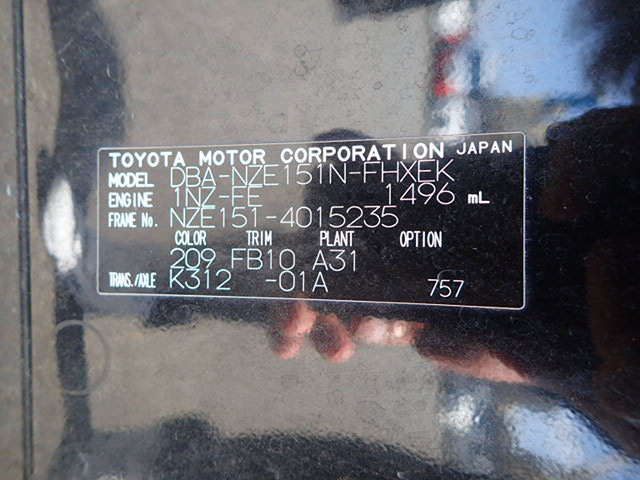 TOYOTA MOTOR CORPORATION JAPAN
MODEL DBA-NZE151N-FHXEK
ENGINE 1NZ-FE 1496 mL
FRAME No. NZE151-4015235
COLOR TRIM PLANT OPTION
209 FB10 A31
TRANS./AXLE K312 -01A 757